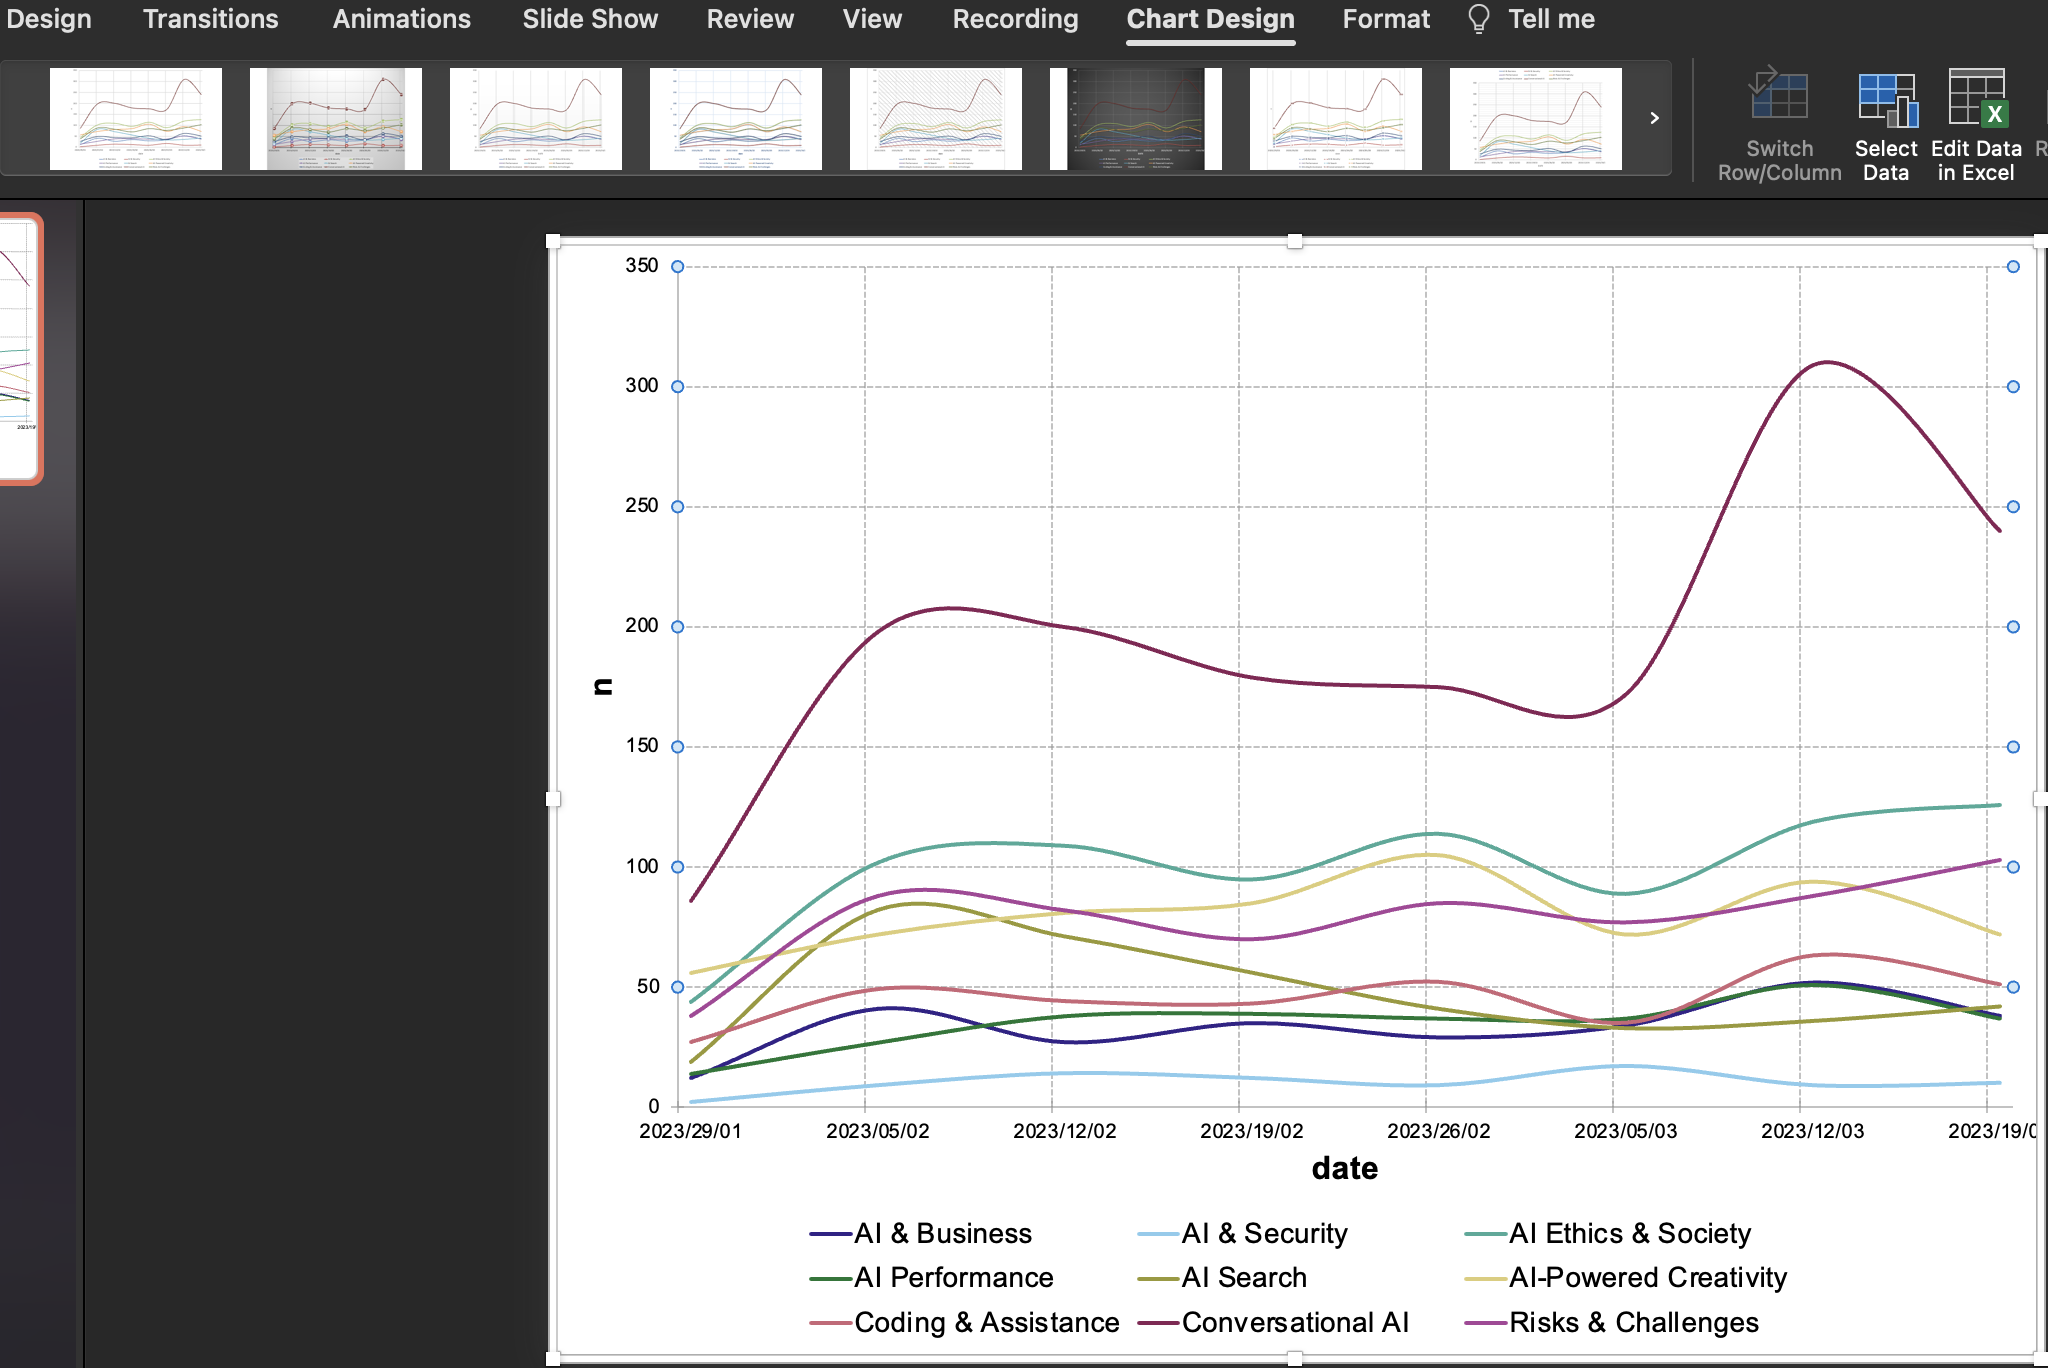 Design Transitions Animations Slide Show Review View Recording Chart Design Format Tell me
Switch Row/Column
Select Data
Edit Data in Excel
R
350
300
250
200
150
100
50
0
n
2023/29/01 2023/05/02 2023/12/02 2023/19/02 2023/26/02 2023/05/03 2023/12/03 2023/19/0
date
AI & Business AI & Security AI Ethics & Society
AI Performance AI Search AI-Powered Creativity
Coding & Assistance Conversational AI Risks & Challenges